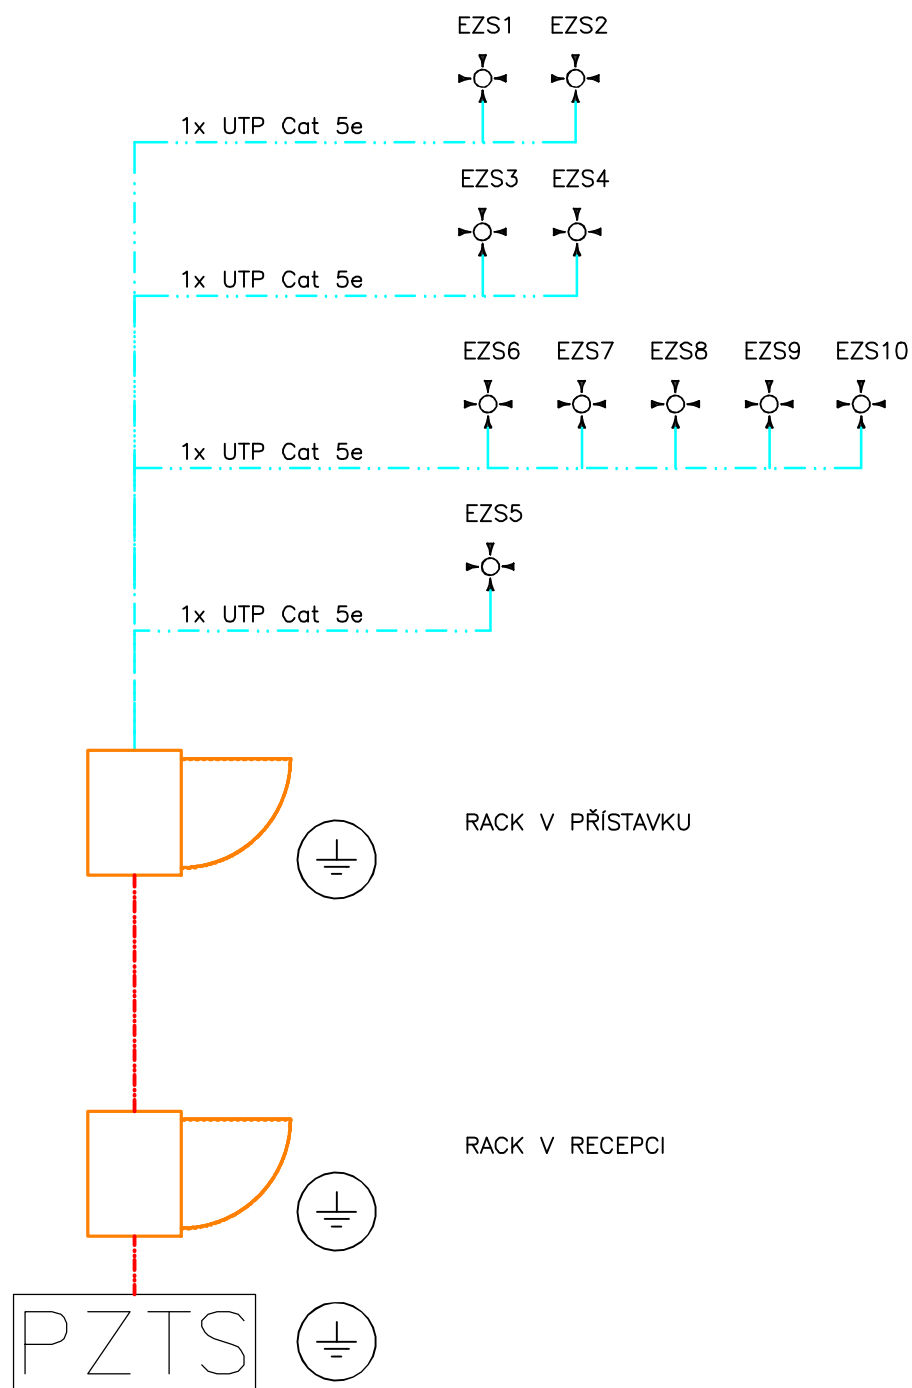 EZS1 EZS2
1x UTP Cat 5e
EZS3 EZS4
1x UTP Cat 5e
EZS6 EZS7 EZS8 EZS9 EZS10
1x UTP Cat 5e
EZS5
1x UTP Cat 5e
RACK V PŘÍSTAVKU
RACK V RECEPCI
PZTS